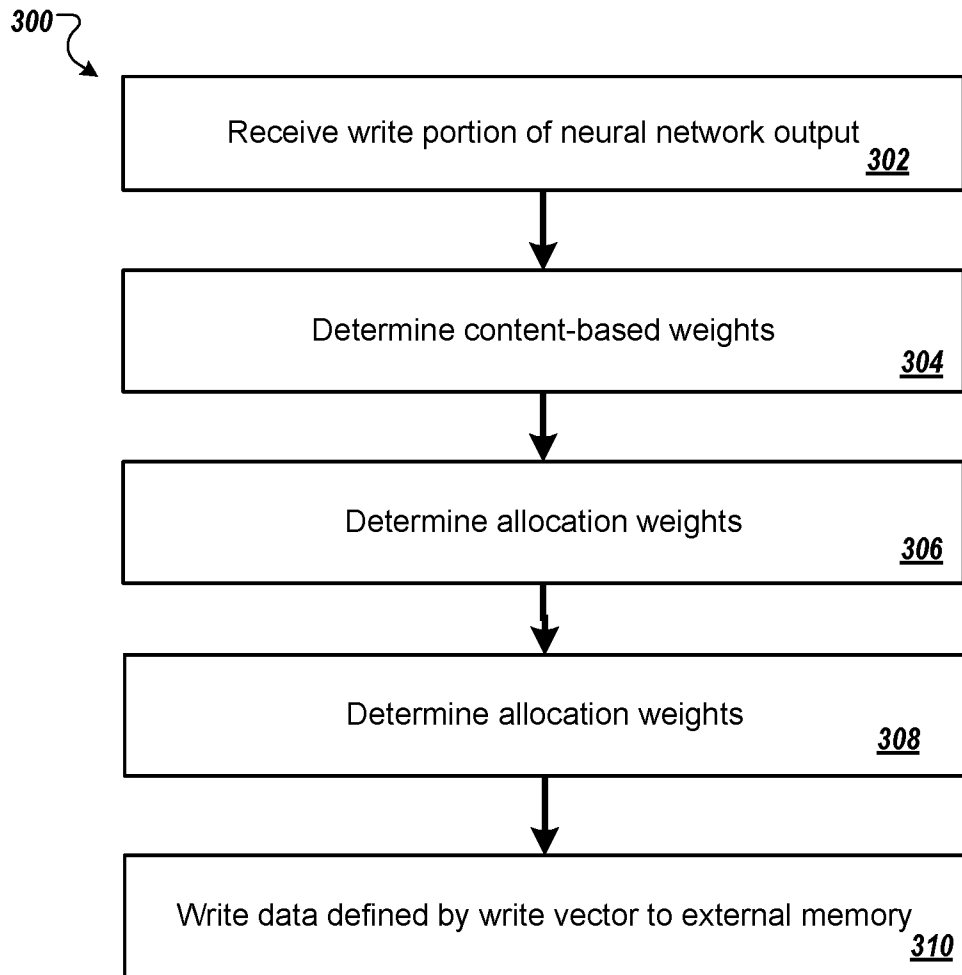 300
Receive write portion of neural network output
302
Determine content-based weights
304
Determine allocation weights
306
Determine allocation weights
308
Write data defined by write vector to external memory
310